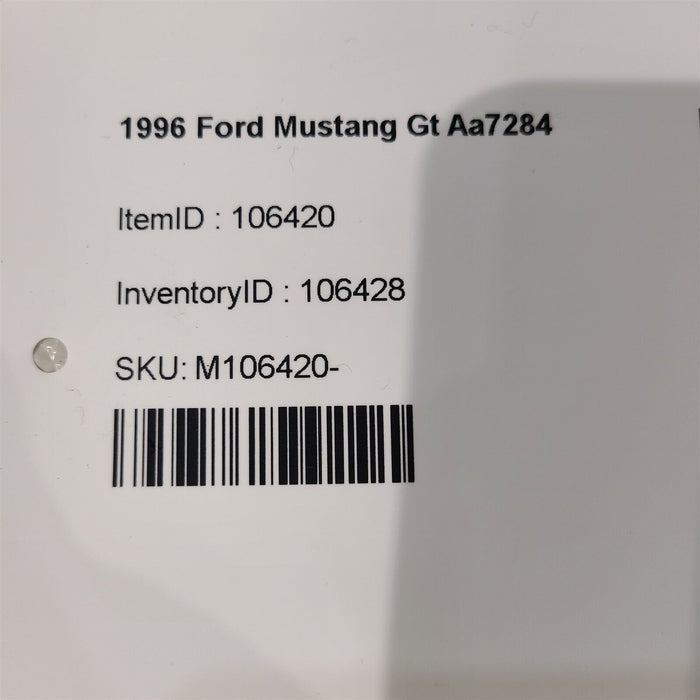 1996 Ford Mustang Gt Aa7284
ItemID : 106420
InventoryID : 106428
SKU: M106420-